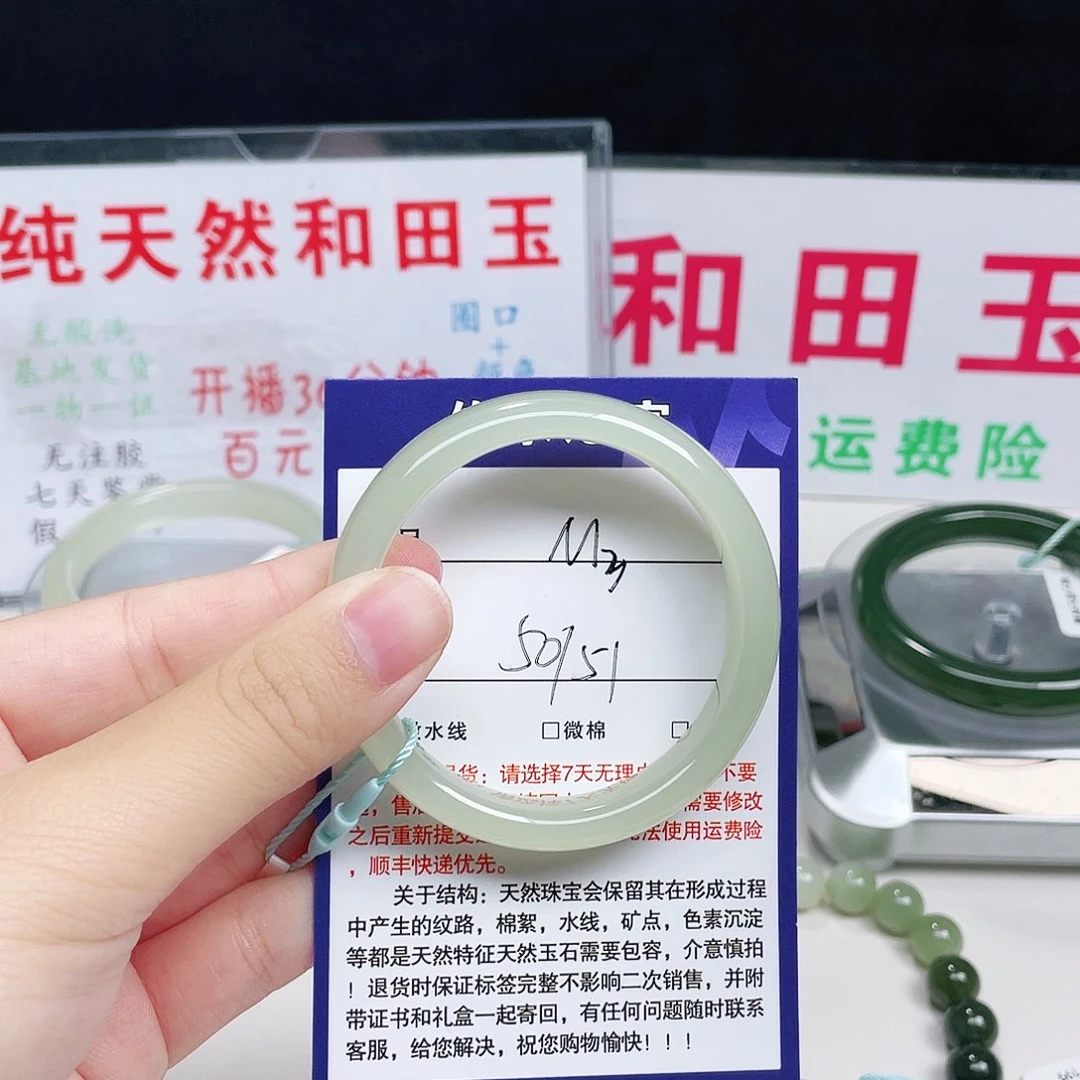 纯天然和田玉
无酸洗
基地发货
一物一证
无注胶
七天鉴赏
假
开播30分钟
百元
圈口
+
颜色
和田玉
运费险
50/51
水线
□微棉
货：请选择7天无理
不要
需要修改
之后重新提交
法使用运费险
，顺丰快递优先。
关于结构：天然珠宝会保留其在形成过程
中产生的纹路，棉絮，水线，矿点，色素沉淀
等都是天然特征天然玉石需要包容，介意慎拍
！退货时保证标签完整不影响二次销售，并附
带证书和礼盒一起寄回，有任何问题随时联系
客服，给您解决，祝您购物愉快！！！